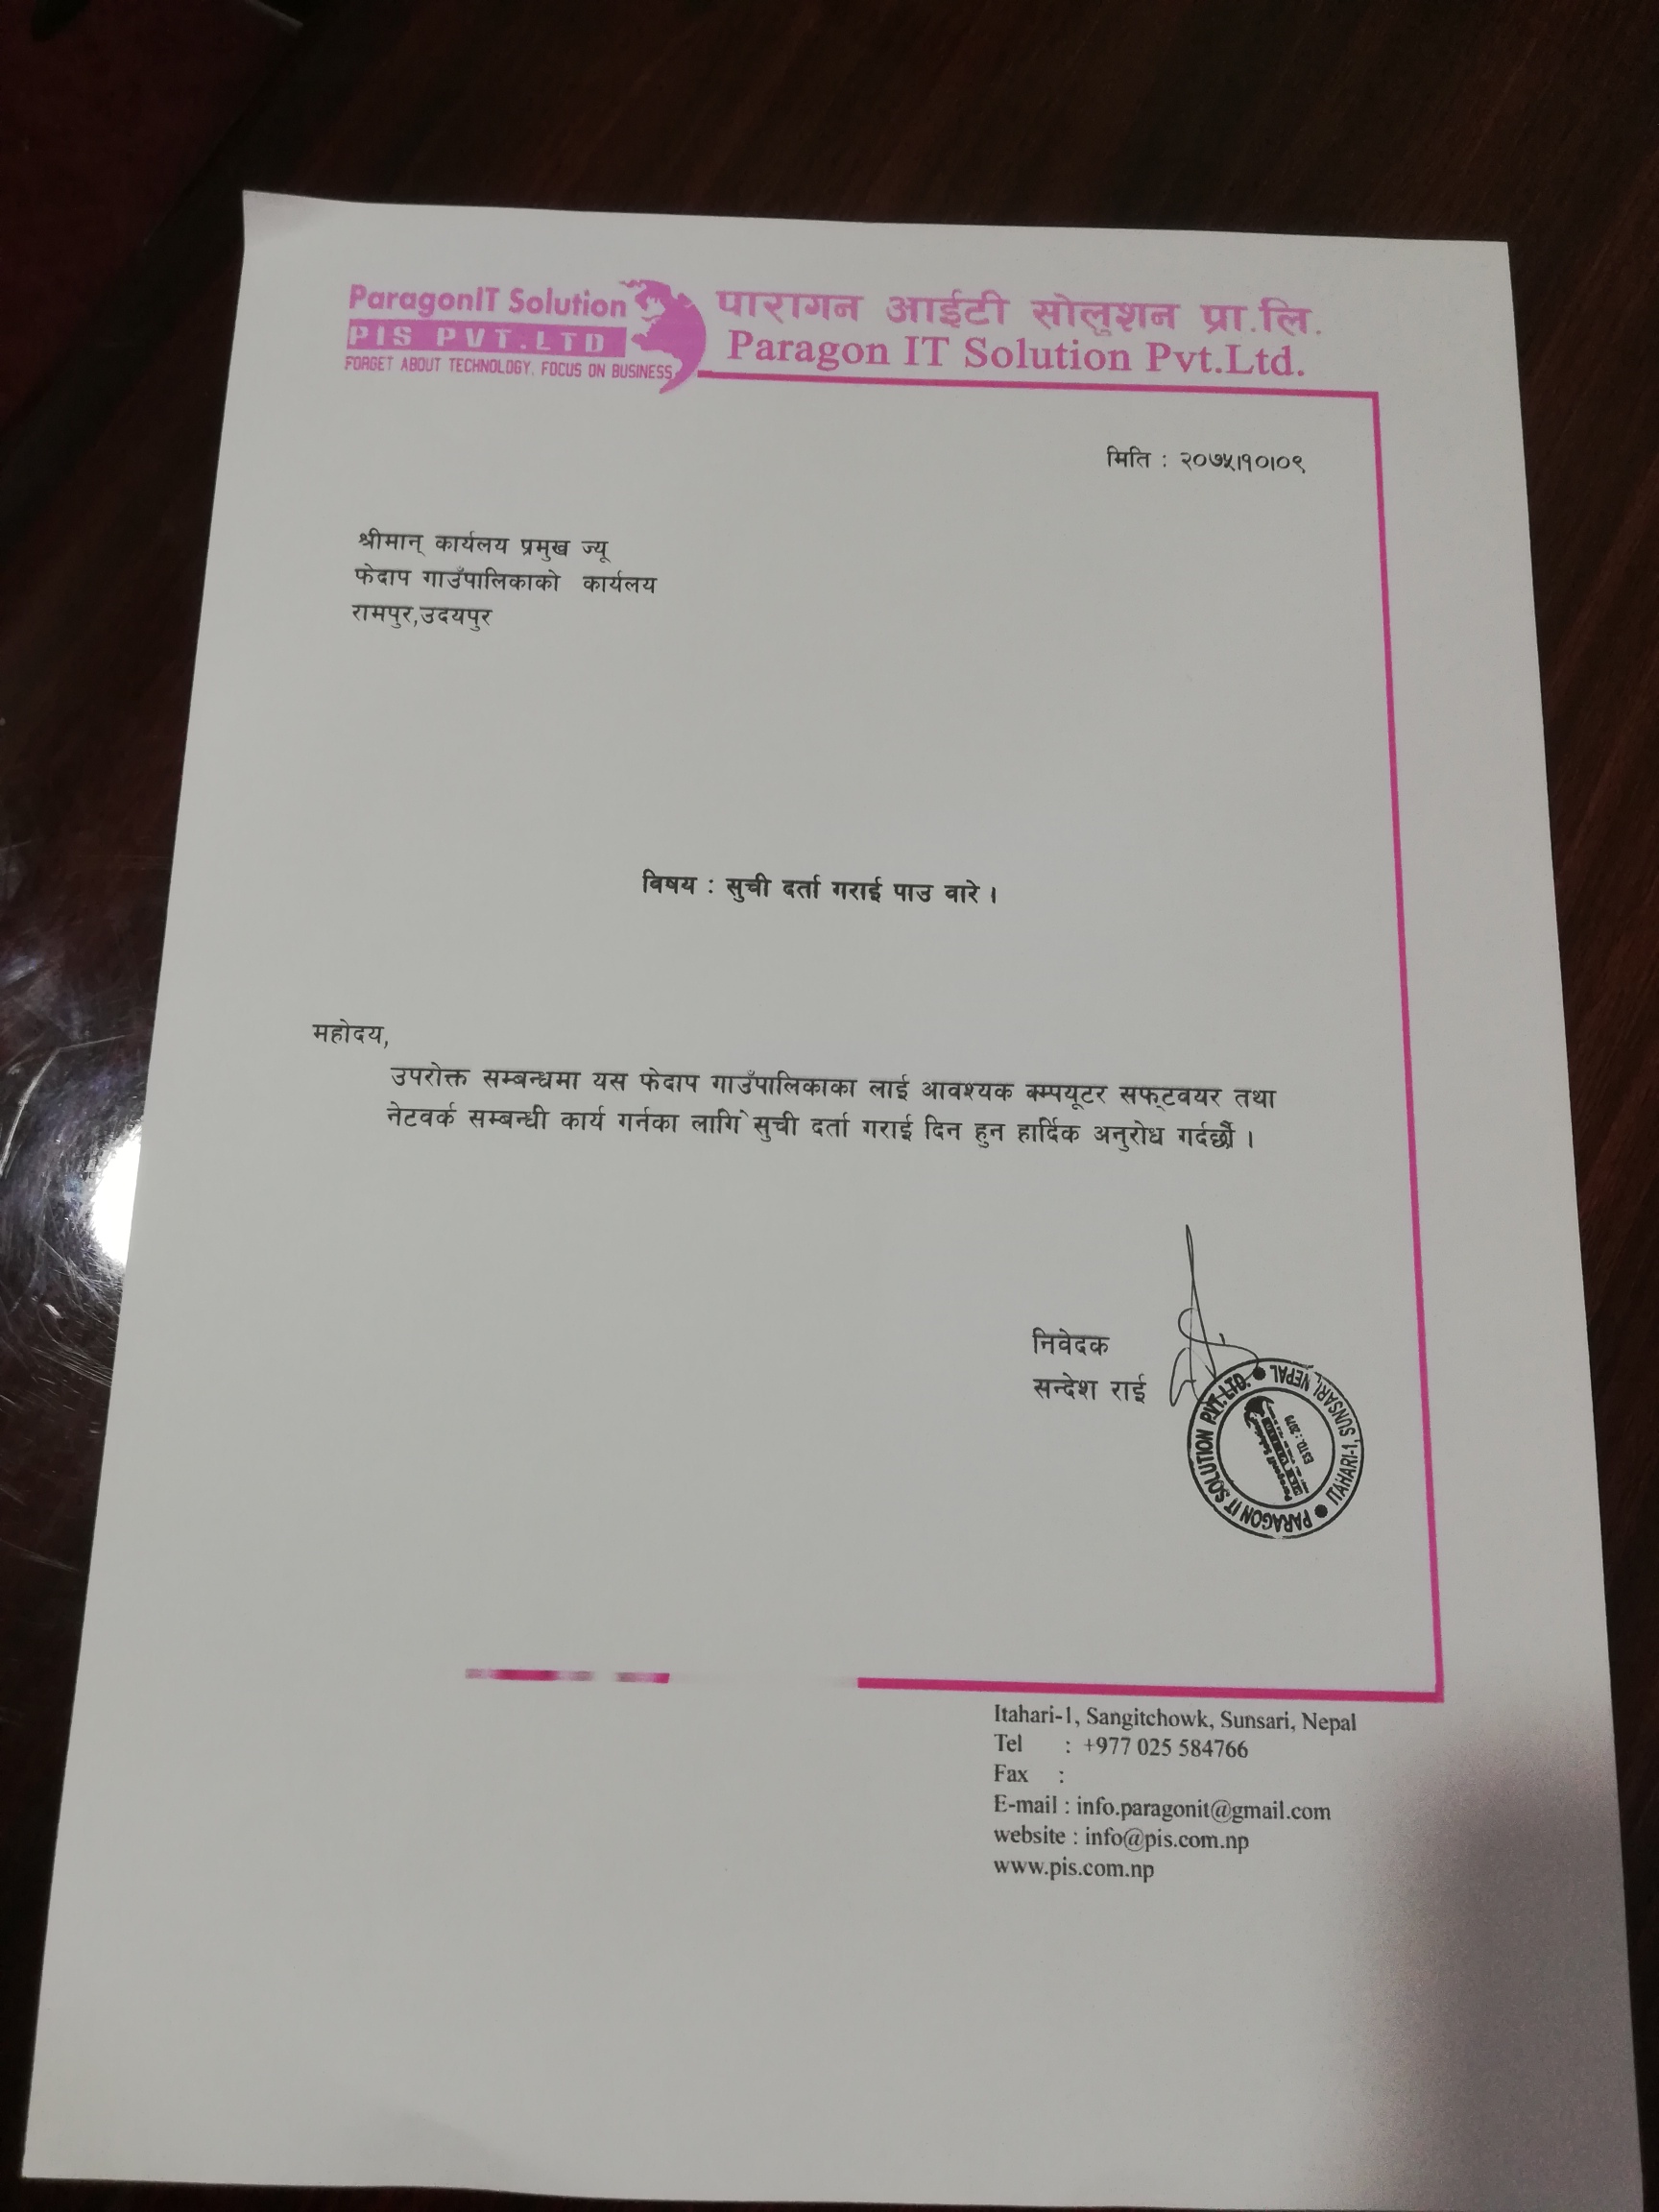 ParagonIT Solution
PIS PVT.LTD
FORGET ABOUT TECHNOLOGY, FOCUS ON BUSINESS
पारागन आईटी सोलुशन प्रा.लि.
Paragon IT Solution Pvt.Ltd.
मिति : २०७५।१०।०९
श्रीमान् कार्यलय प्रमुख ज्यू
फेदाप गाउँपालिकाको कार्यलय
रामपुर,उदयपुर
विषय : सुची दर्ता गराई पाउ वारे ।
महोदय,
उपरोक्त सम्बन्धमा यस फेदाप गाउँपालिकाका लाई आवश्यक क्म्पयूटर सफ्टवयर तथा
नेटवर्क सम्बन्धी कार्य गर्नका लागि सुची दर्ता गराई दिन हुन हार्दिक अनुरोध गर्दछौं ।
निवेदक
सन्देश राई
PARAGON IT SOLUTION PVT.LTD.
ITAHARI-1, SUNSARI, NEPAL
ParagonIT Solution
Itahari-1, Sangitchowk, Sunsari, Nepal
Tel : +977 025 584766
Fax :
E-mail : info.paragonit@gmail.com
website : info@pis.com.np
www.pis.com.np